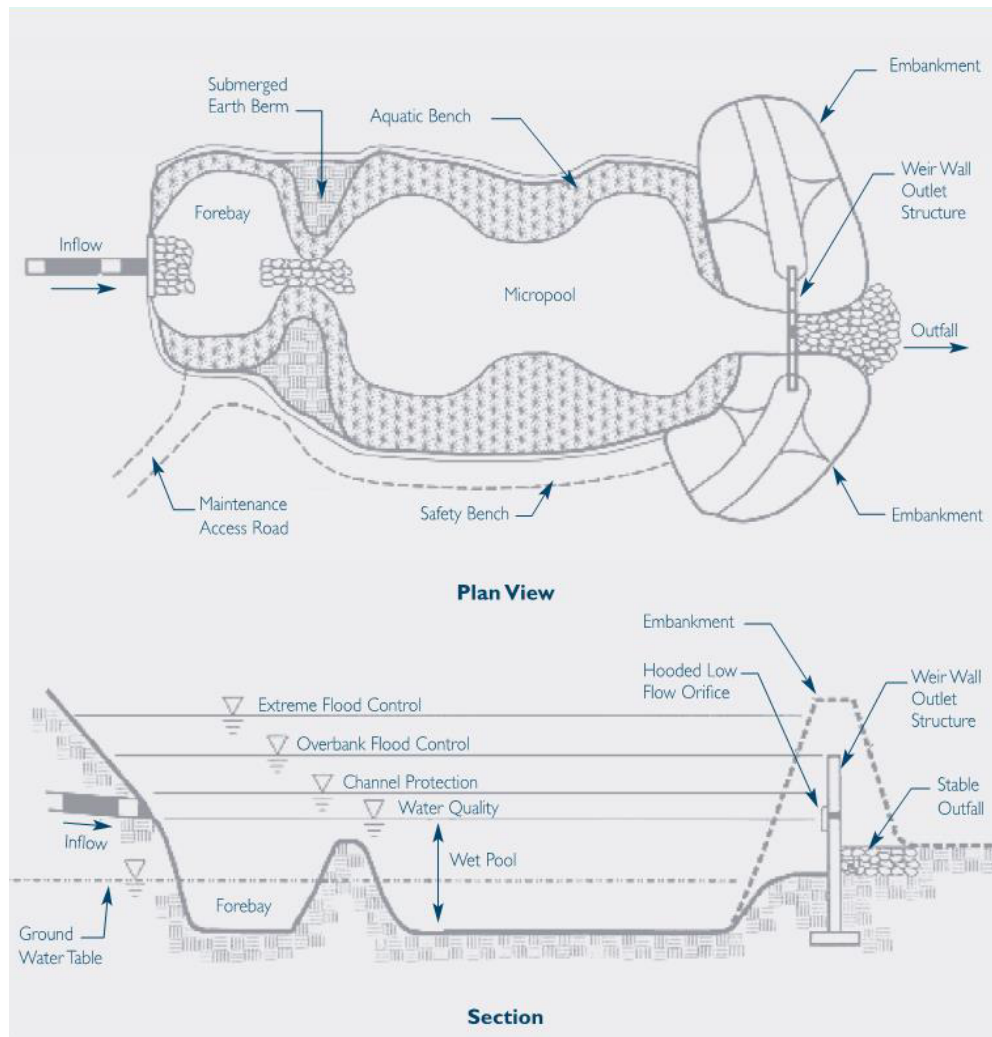 Embankment
Submerged
Earth Berm
Aquatic Bench
Weir Wall
Outlet
Structure
Forebay
Inflow
Micropool
Outfall
Maintenance
Access Road
Safety Bench
Embankment
Plan View
Embankment
Hooded Low
Flow Orifice
Weir Wall
Outlet
Structure
Extreme Flood Control
Overbank Flood Control
Channel Protection
Water Quality
Stable
Outfall
Inflow
Wet Pool
Forebay
Ground
Water Table
Section